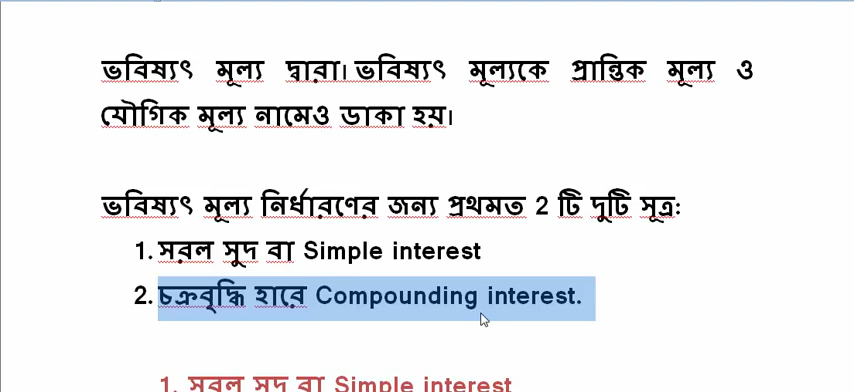 ভবিষ্যৎ মূল্য দ্বারা। ভবিষ্যৎ মূল্যকে প্রান্তিক মূল্য ও
যৌগিক মূল্য নামেও ডাকা হয়।
ভবিষ্যৎ মূল্য নির্ধারণের জন্য প্রথমত 2 টি দুটি সূত্র:
1. সরল সুদ বা Simple interest
2. চক্রবৃদ্ধি হারে Compounding interest.
1. সরল সুদ বা Simple interest